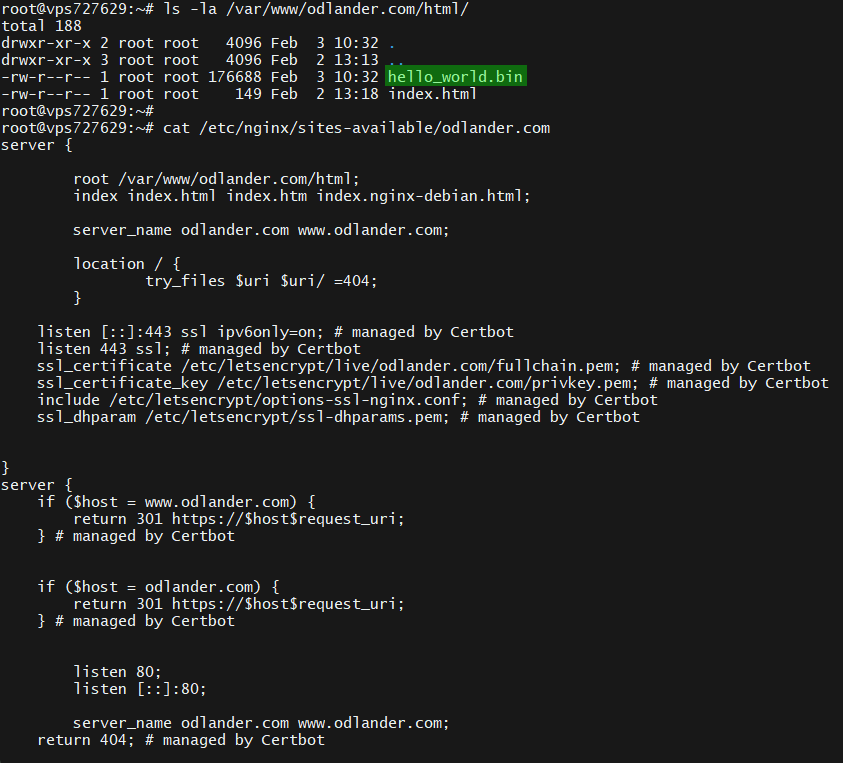 root@vps727629:~# ls -la /var/www/odlander.com/html/
total 188
drwxr-xr-x 2 root root   4096 Feb  3 10:32 .
drwxr-xr-x 3 root root   4096 Feb  2 13:13 ..
-rw-r--r-- 1 root root 176688 Feb  3 10:32 hello_world.bin
-rw-r--r-- 1 root root    149 Feb  2 13:18 index.html
root@vps727629:~#
root@vps727629:~# cat /etc/nginx/sites-available/odlander.com
server {
        root /var/www/odlander.com/html;
        index index.html index.htm index.nginx-debian.html;
        server_name odlander.com www.odlander.com;
        location / {
                try_files $uri $uri/ =404;
        }
    listen [::]:443 ssl ipv6only=on; # managed by Certbot
    listen 443 ssl; # managed by Certbot
    ssl_certificate /etc/letsencrypt/live/odlander.com/fullchain.pem; # managed by Certbot
    ssl_certificate_key /etc/letsencrypt/live/odlander.com/privkey.pem; # managed by Certbot
    include /etc/letsencrypt/options-ssl-nginx.conf; # managed by Certbot
    ssl_dhparam /etc/letsencrypt/ssl-dhparams.pem; # managed by Certbot
}
server {
    if ($host = www.odlander.com) {
        return 301 https://$host$request_uri;
    } # managed by Certbot
    if ($host = odlander.com) {
        return 301 https://$host$request_uri;
    } # managed by Certbot
        listen 80;
        listen [::]:80;
        server_name odlander.com www.odlander.com;
    return 404; # managed by Certbot